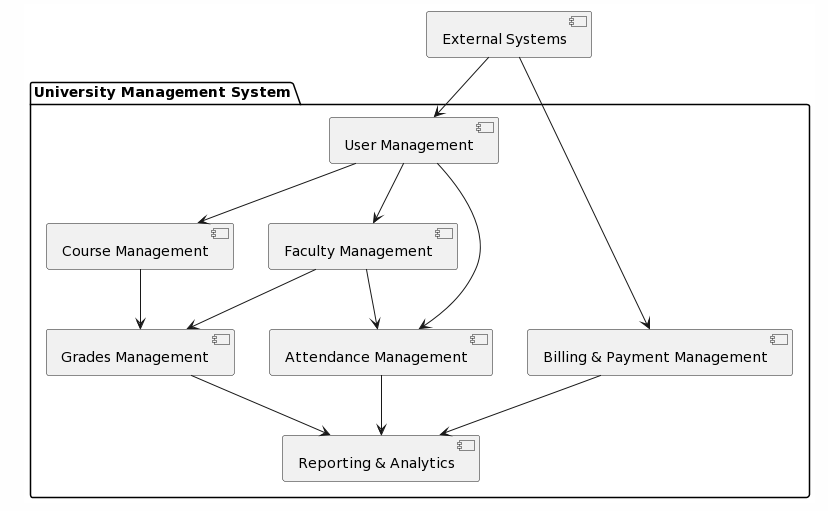 External Systems
University Management System
User Management
Course Management
Faculty Management
Grades Management
Attendance Management
Billing & Payment Management
Reporting & Analytics